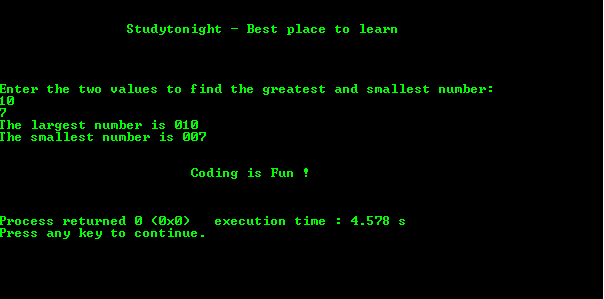 Studytonight - Best place to learn
Enter the two values to find the greatest and smallest number:
10
7
The largest number is 010
The smallest number is 007
Coding is Fun !
Process returned 0 (0x0)   execution time : 4.578 s
Press any key to continue.